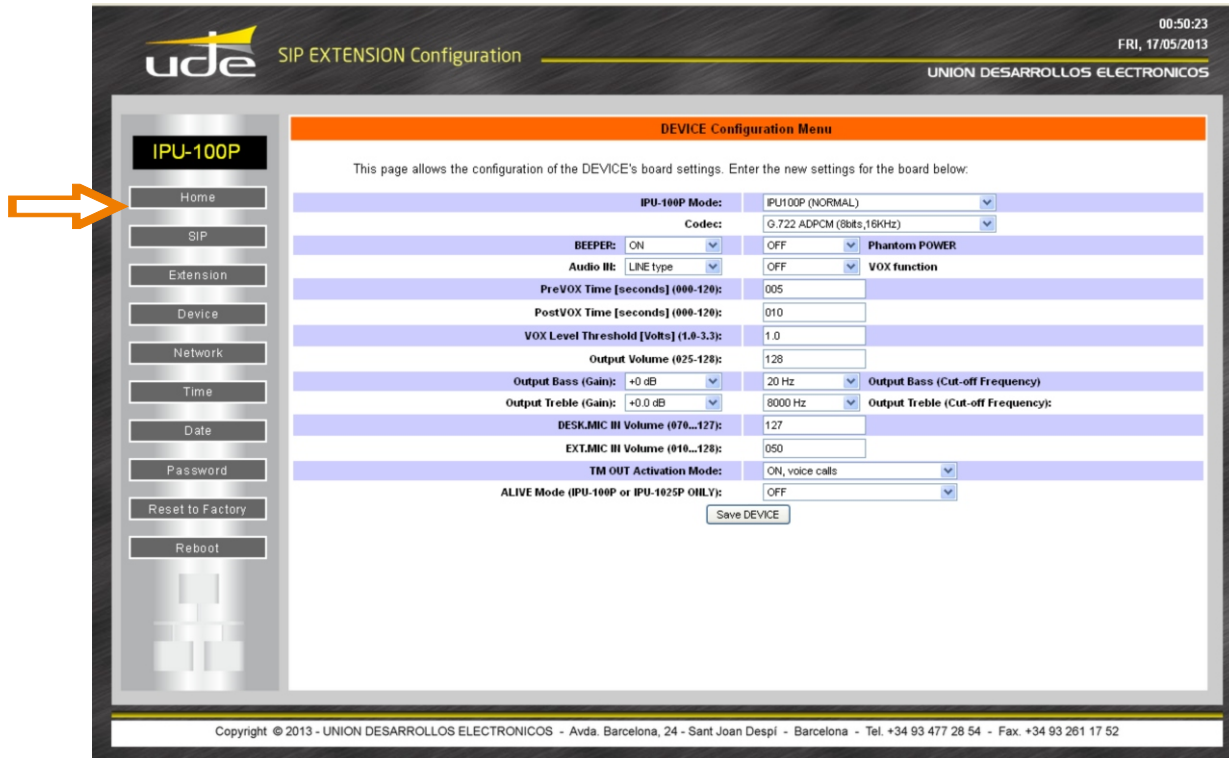 ude
SIP EXTENSION Configuration
00:50:23
FRI, 17/05/2013
UNION DESARROLLOS ELECTRONICOS
IPU-100P
Home
SIP
Extension
Device
Network
Time
Date
Password
Reset to Factory
Reboot
DEVICE Configuration Menu
This page allows the configuration of the DEVICE's board settings. Enter the new settings for the board below:
IPU-100P Mode: IPU100P (NORMAL)
Codec: G.722 ADPCM (8bits,16KHz)
BEEPER: ON OFF Phantom POWER
Audio IN: LINE type OFF VOX function
PreVOX Time [seconds] (000-120): 005
PostVOX Time [seconds] (000-120): 010
VOX Level Threshold [Volts] (1.0-3.3): 1.0
Output Volume (025-128): 128
Output Bass (Gain): +0 dB 20 Hz Output Bass (Cut-off Frequency)
Output Treble (Gain): +0.0 dB 8000 Hz Output Treble (Cut-off Frequency):
DESK.MIC IN Volume (070...127): 127
EXT.MIC IN Volume (010...128): 050
TM OUT Activation Mode: ON, voice calls
ALIVE Mode (IPU-100P or IPU-1025P ONLY): OFF
Save DEVICE
Copyright © 2013 - UNION DESARROLLOS ELECTRONICOS - Avda. Barcelona, 24 - Sant Joan Despí - Barcelona - Tel. +34 93 477 28 54 - Fax. +34 93 261 17 52